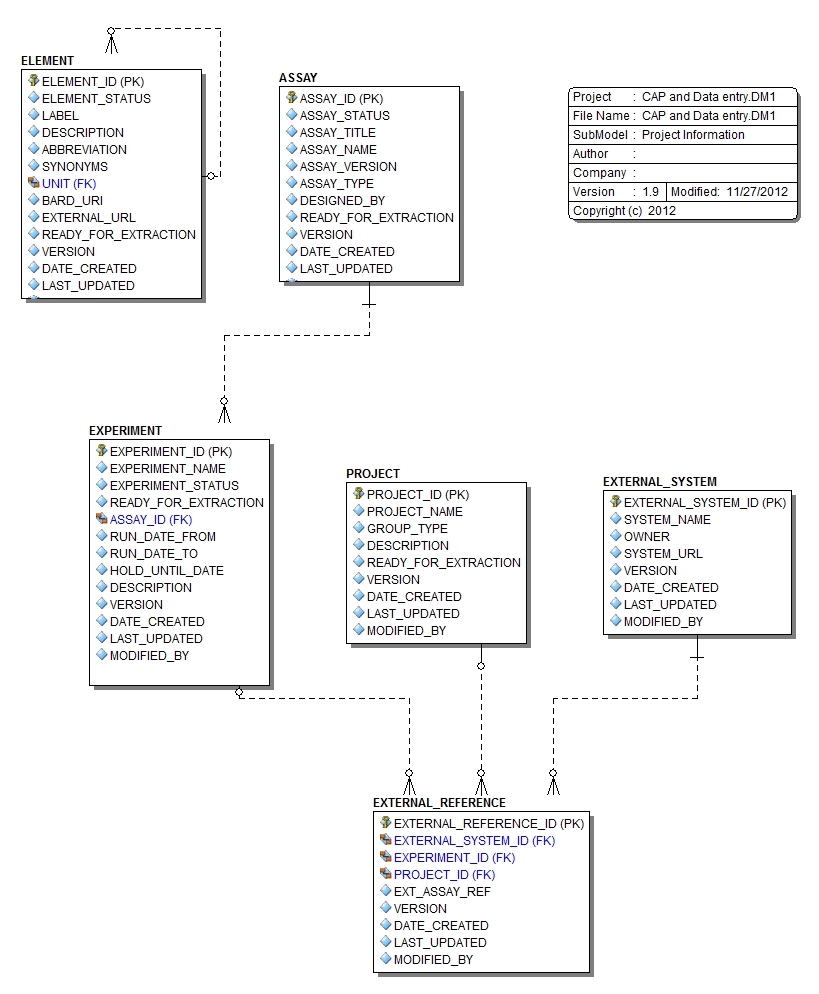 ELEMENT
ELEMENT_ID (PK)
ELEMENT_STATUS
LABEL
DESCRIPTION
ABBREVIATION
SYNONYMS
UNIT (FK)
BARD_URI
EXTERNAL_URL
READY_FOR_EXTRACTION
VERSION
DATE_CREATED
LAST_UPDATED
ASSAY
ASSAY_ID (PK)
ASSAY_STATUS
ASSAY_TITLE
ASSAY_NAME
ASSAY_VERSION
ASSAY_TYPE
DESIGNED_BY
READY_FOR_EXTRACTION
VERSION
DATE_CREATED
LAST_UPDATED
Project : CAP and Data entry.DM1
File Name : CAP and Data entry.DM1
SubModel : Project Information
Author :
Company :
Version : 1.9 Modified: 11/27/2012
Copyright (c) 2012
EXPERIMENT
EXPERIMENT_ID (PK)
EXPERIMENT_NAME
EXPERIMENT_STATUS
READY_FOR_EXTRACTION
ASSAY_ID (FK)
RUN_DATE_FROM
RUN_DATE_TO
HOLD_UNTIL_DATE
DESCRIPTION
VERSION
DATE_CREATED
LAST_UPDATED
MODIFIED_BY
PROJECT
PROJECT_ID (PK)
PROJECT_NAME
GROUP_TYPE
DESCRIPTION
READY_FOR_EXTRACTION
VERSION
DATE_CREATED
LAST_UPDATED
MODIFIED_BY
EXTERNAL_SYSTEM
EXTERNAL_SYSTEM_ID (PK)
SYSTEM_NAME
OWNER
SYSTEM_URL
VERSION
DATE_CREATED
LAST_UPDATED
MODIFIED_BY
EXTERNAL_REFERENCE
EXTERNAL_REFERENCE_ID (PK)
EXTERNAL_SYSTEM_ID (FK)
EXPERIMENT_ID (FK)
PROJECT_ID (FK)
EXT_ASSAY_REF
VERSION
DATE_CREATED
LAST_UPDATED
MODIFIED_BY